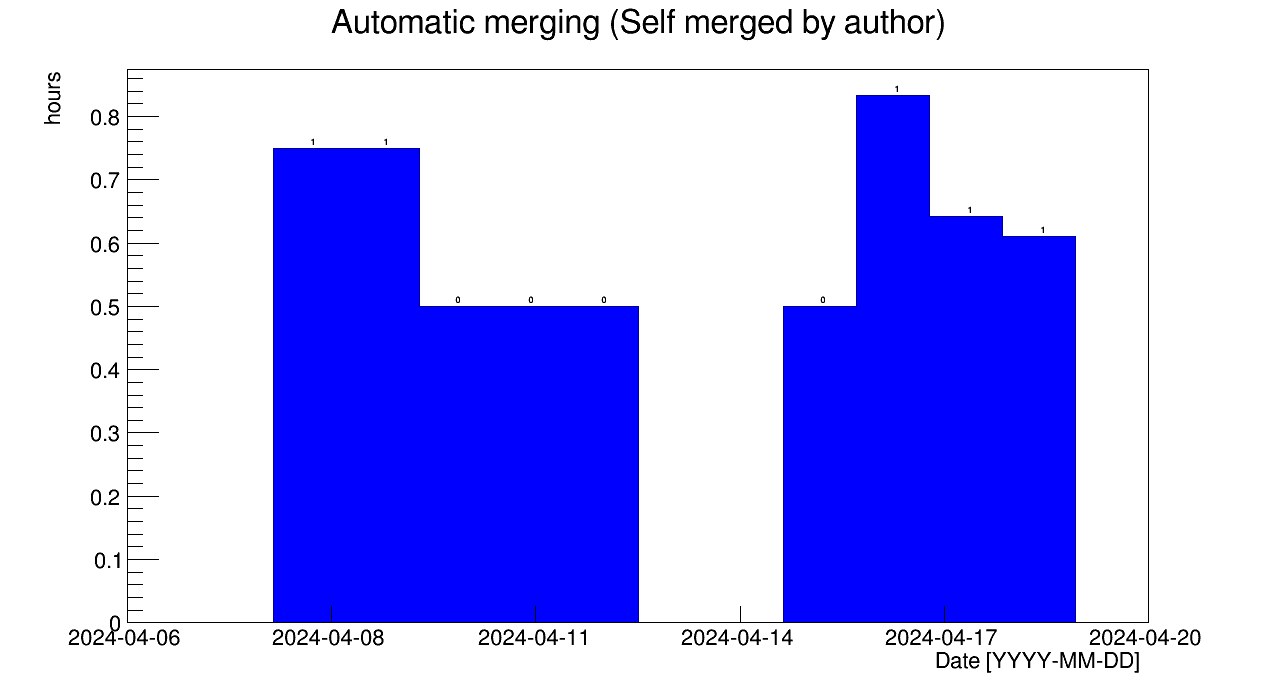 Automatic merging (Self merged by author)
hours
0.8
0.7
0.6
0.5
0.4
0.3
0.2
0.1
0
1 1 0 0 0 0 1 1 1
2024-04-06 2024-04-08 2024-04-11 2024-04-14 2024-04-17 2024-04-20
Date [YYYY-MM-DD]